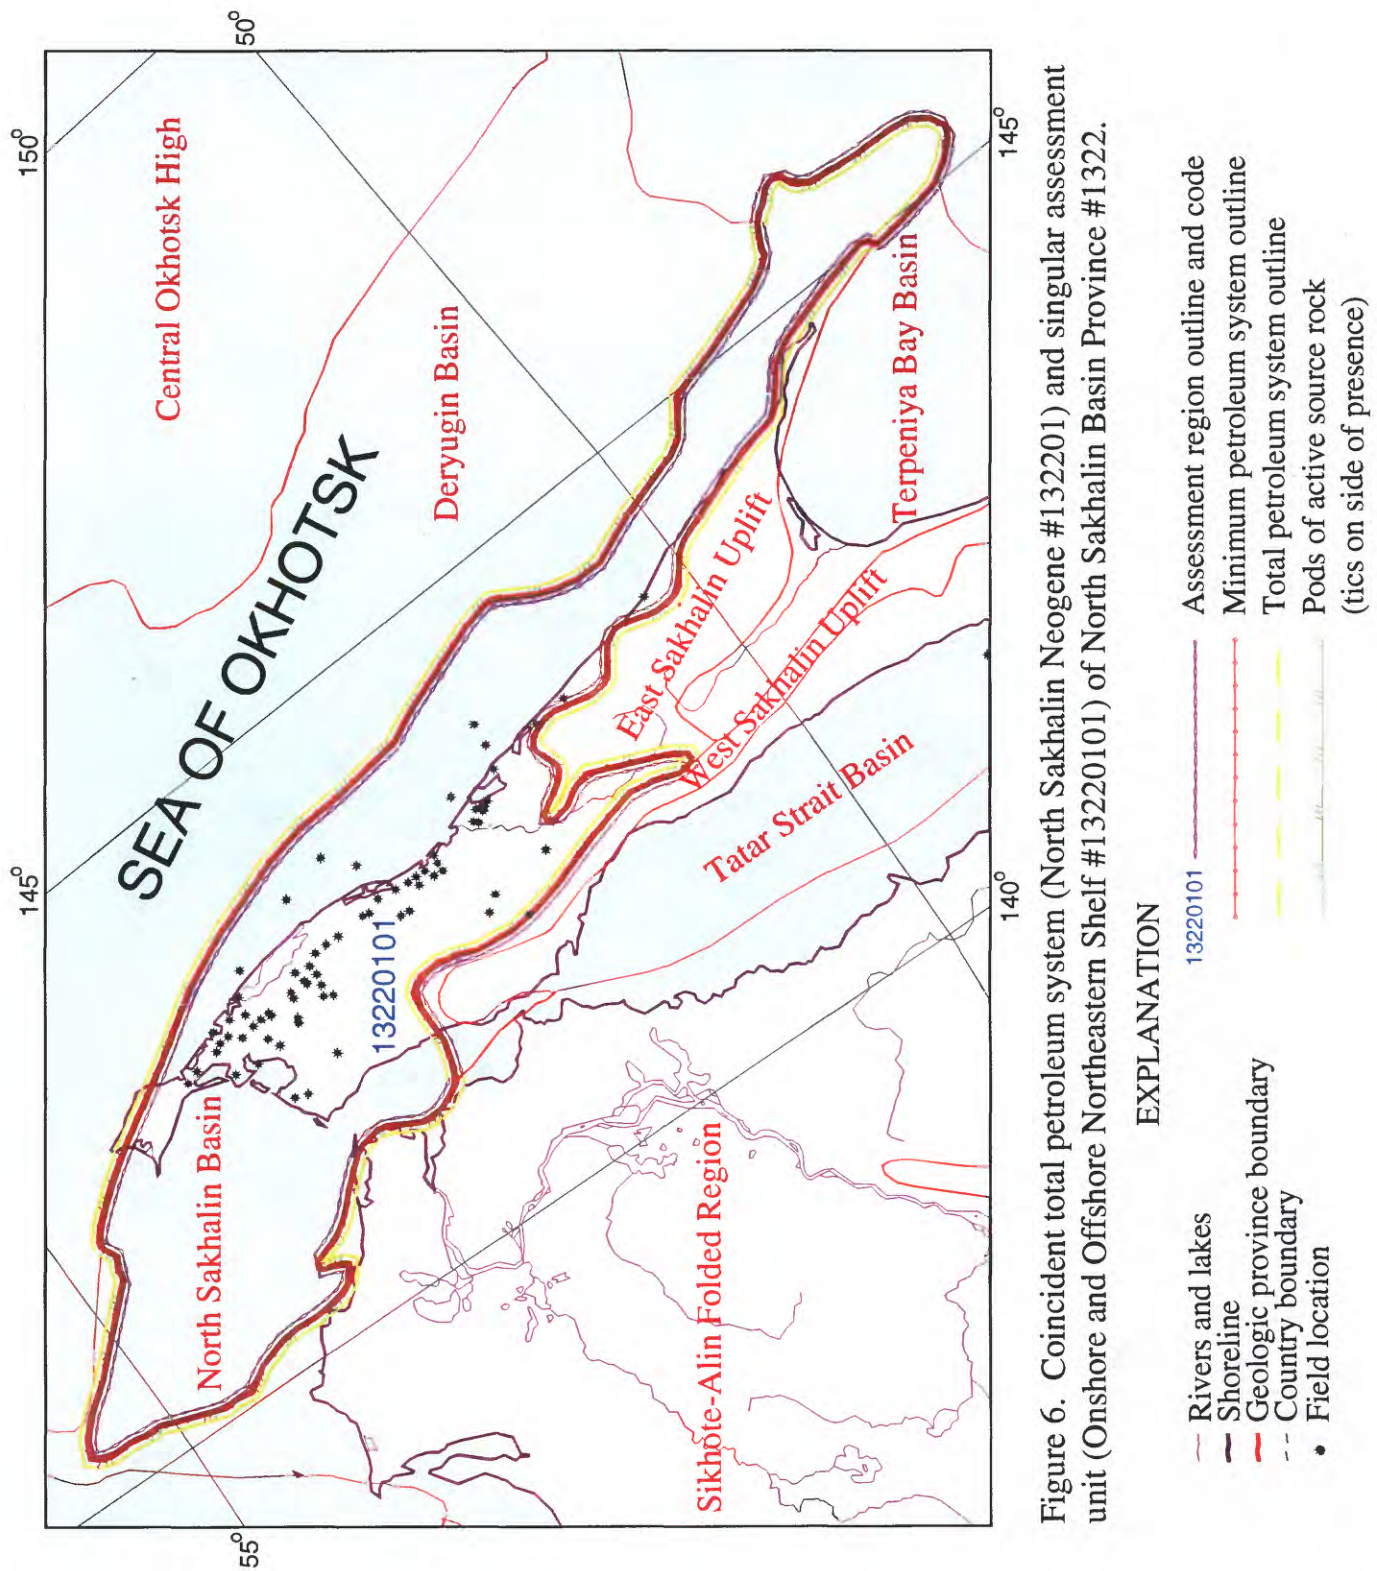 150°
50°
145°
55°
145°
140°
SEA OF OKHOTSK
Central Okhotsk High
Deryugin Basin
Terpeniya Bay Basin
East Sakhalin Uplift
West Sakhalin Uplift
Tatar Strait Basin
13220101
North Sakhalin Basin
Sikhote-Alin Folded Region
Figure 6. Coincident total petroleum system (North Sakhalin Neogene #132201) and singular assessment
unit (Onshore and Offshore Northeastern Shelf #13220101) of North Sakhalin Basin Province #1322.
EXPLANATION
Rivers and lakes
Shoreline
Geologic province boundary
Country boundary
Field location
13220101
Assessment region outline and code
Minimum petroleum system outline
Total petroleum system outline
Pods of active source rock
(tics on side of presence)